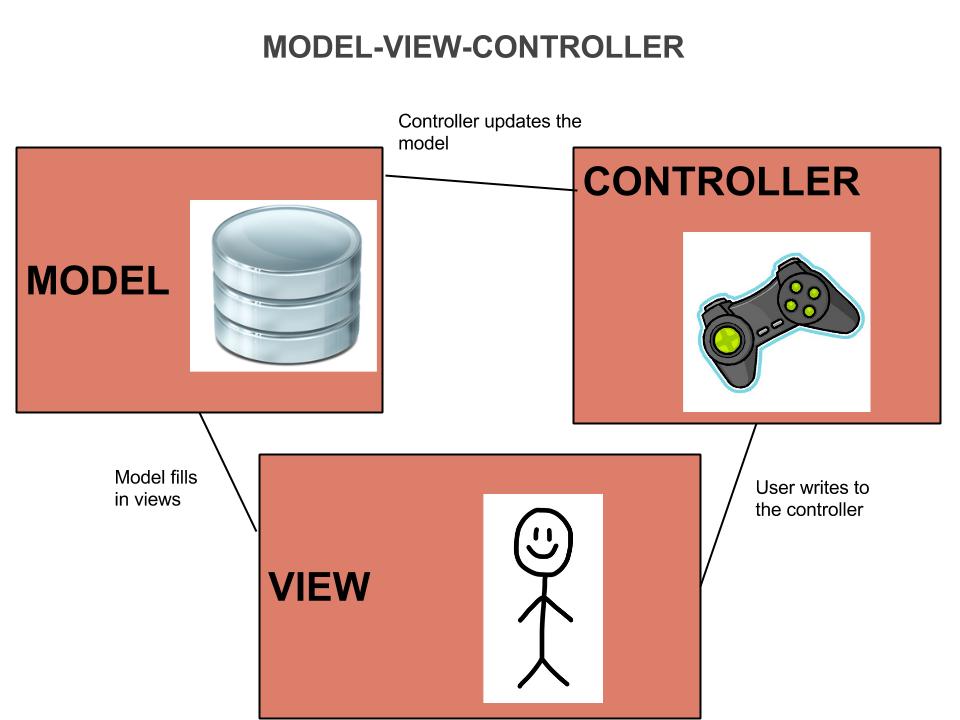 MODEL-VIEW-CONTROLLER
Controller updates the
model
CONTROLLER
MODEL
Model fills
in views
User writes to
the controller
VIEW